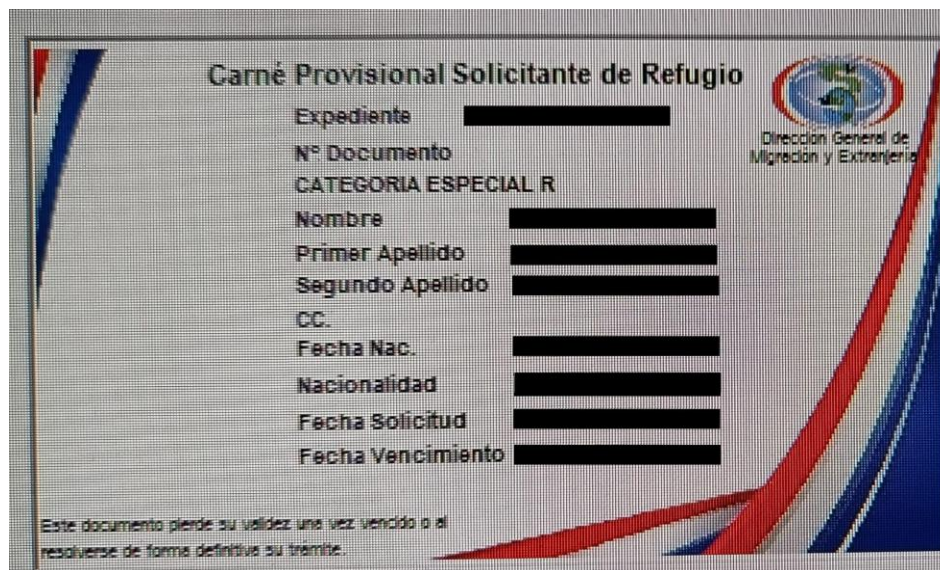 Carné Provisional Solicitante de Refugio
Dirección General de
Migración y Extranjería
Expediente
Nº Documento
CATEGORIA ESPECIAL R
Nombre
Primer Apellido
Segundo Apellido
CC.
Fecha Nac.
Nacionalidad
Fecha Solicitud
Fecha Vencimiento
Este documento pierde su validez una vez vencido o al
resolverse de forma definitiva su trámite.